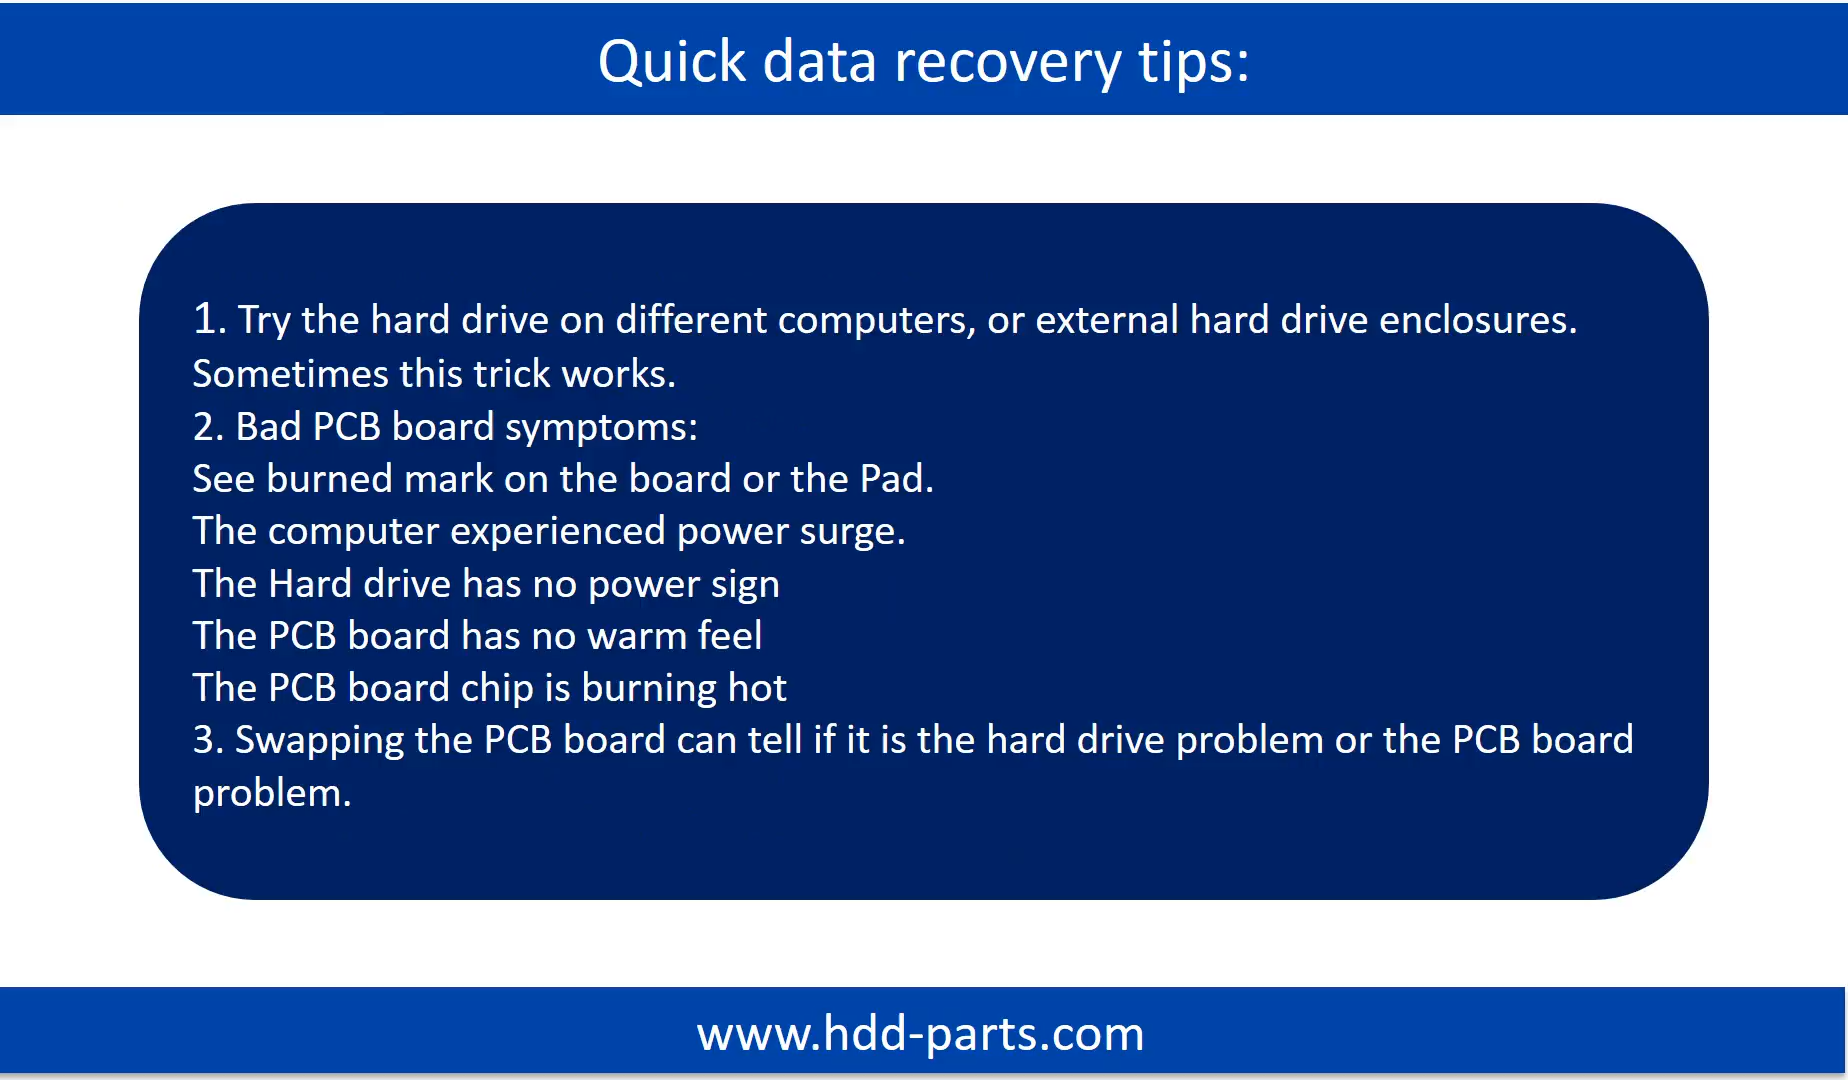 Quick data recovery tips:
1. Try the hard drive on different computers, or external hard drive enclosures.
Sometimes this trick works.
2. Bad PCB board symptoms:
See burned mark on the board or the Pad.
The computer experienced power surge.
The Hard drive has no power sign
The PCB board has no warm feel
The PCB board chip is burning hot
3. Swapping the PCB board can tell if it is the hard drive problem or the PCB board
problem.
www.hdd-parts.com